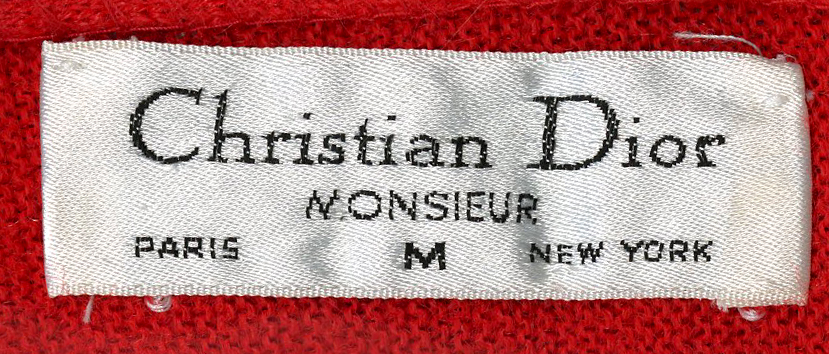 Christian Dior
MONSIEUR
PARIS M NEW YORK